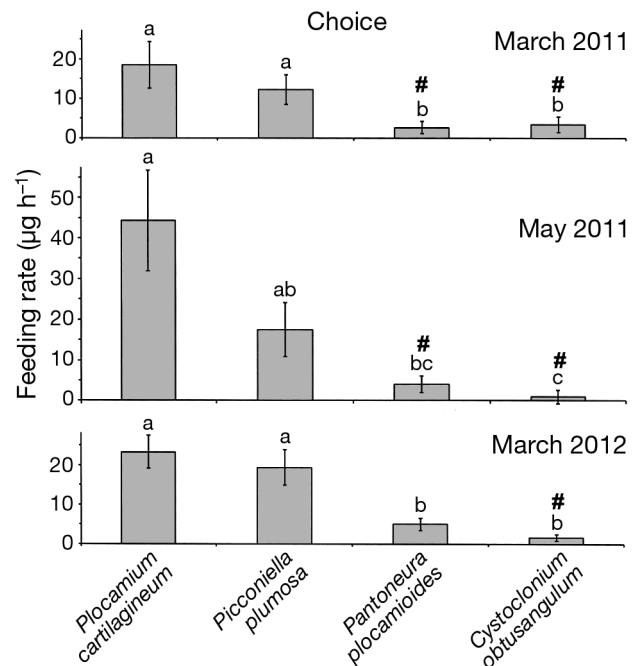 Choice
March 2011
a
a
#
b
#
b
20
10
0
May 2011
a
ab
#
bc
#
c
50
40
30
20
10
0
Feeding rate (µg h–1)
March 2012
a
a
b
#
b
20
10
0
Plocamium
cartilagineum
Picconiella
plumosa
Pantoneura
plocamioides
Cystoclonium
obtusangulum